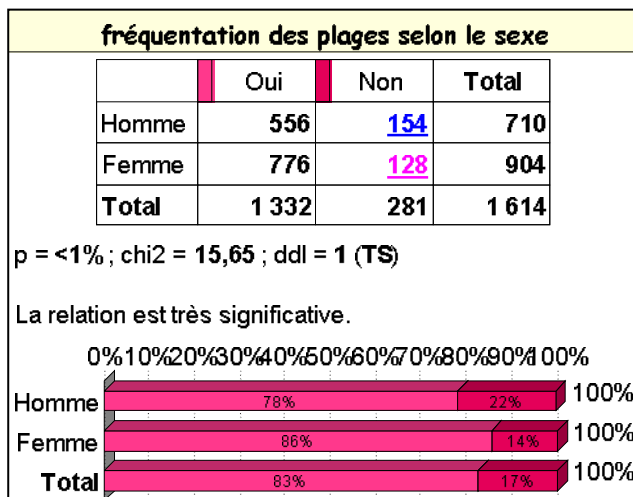 fréquentation des plages selon le sexe
Oui Non Total
Homme 556 154 710
Femme 776 128 904
Total 1 332 281 1 614
p = <1% ; chi2 = 15,65 ; ddl = 1 (TS)
La relation est très significative.
0% 10% 20% 30% 40% 50% 60% 70% 80% 90% 100%
Homme 78% 22% 100%
Femme 86% 14% 100%
Total 83% 17% 100%